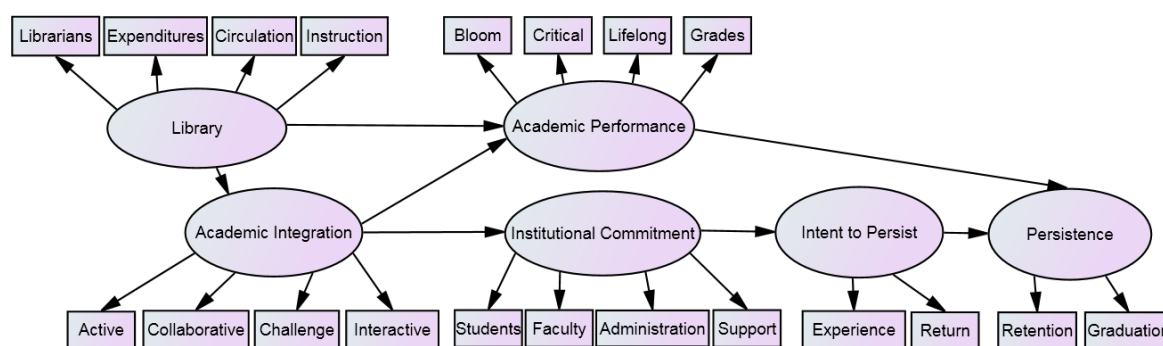 Librarians
Expenditures
Circulation
Instruction
Bloom
Critical
Lifelong
Grades
Library
Academic Performance
Academic Integration
Institutional Commitment
Intent to Persist
Persistence
Active
Collaborative
Challenge
Interactive
Students
Faculty
Administration
Support
Experience
Return
Retention
Graduation